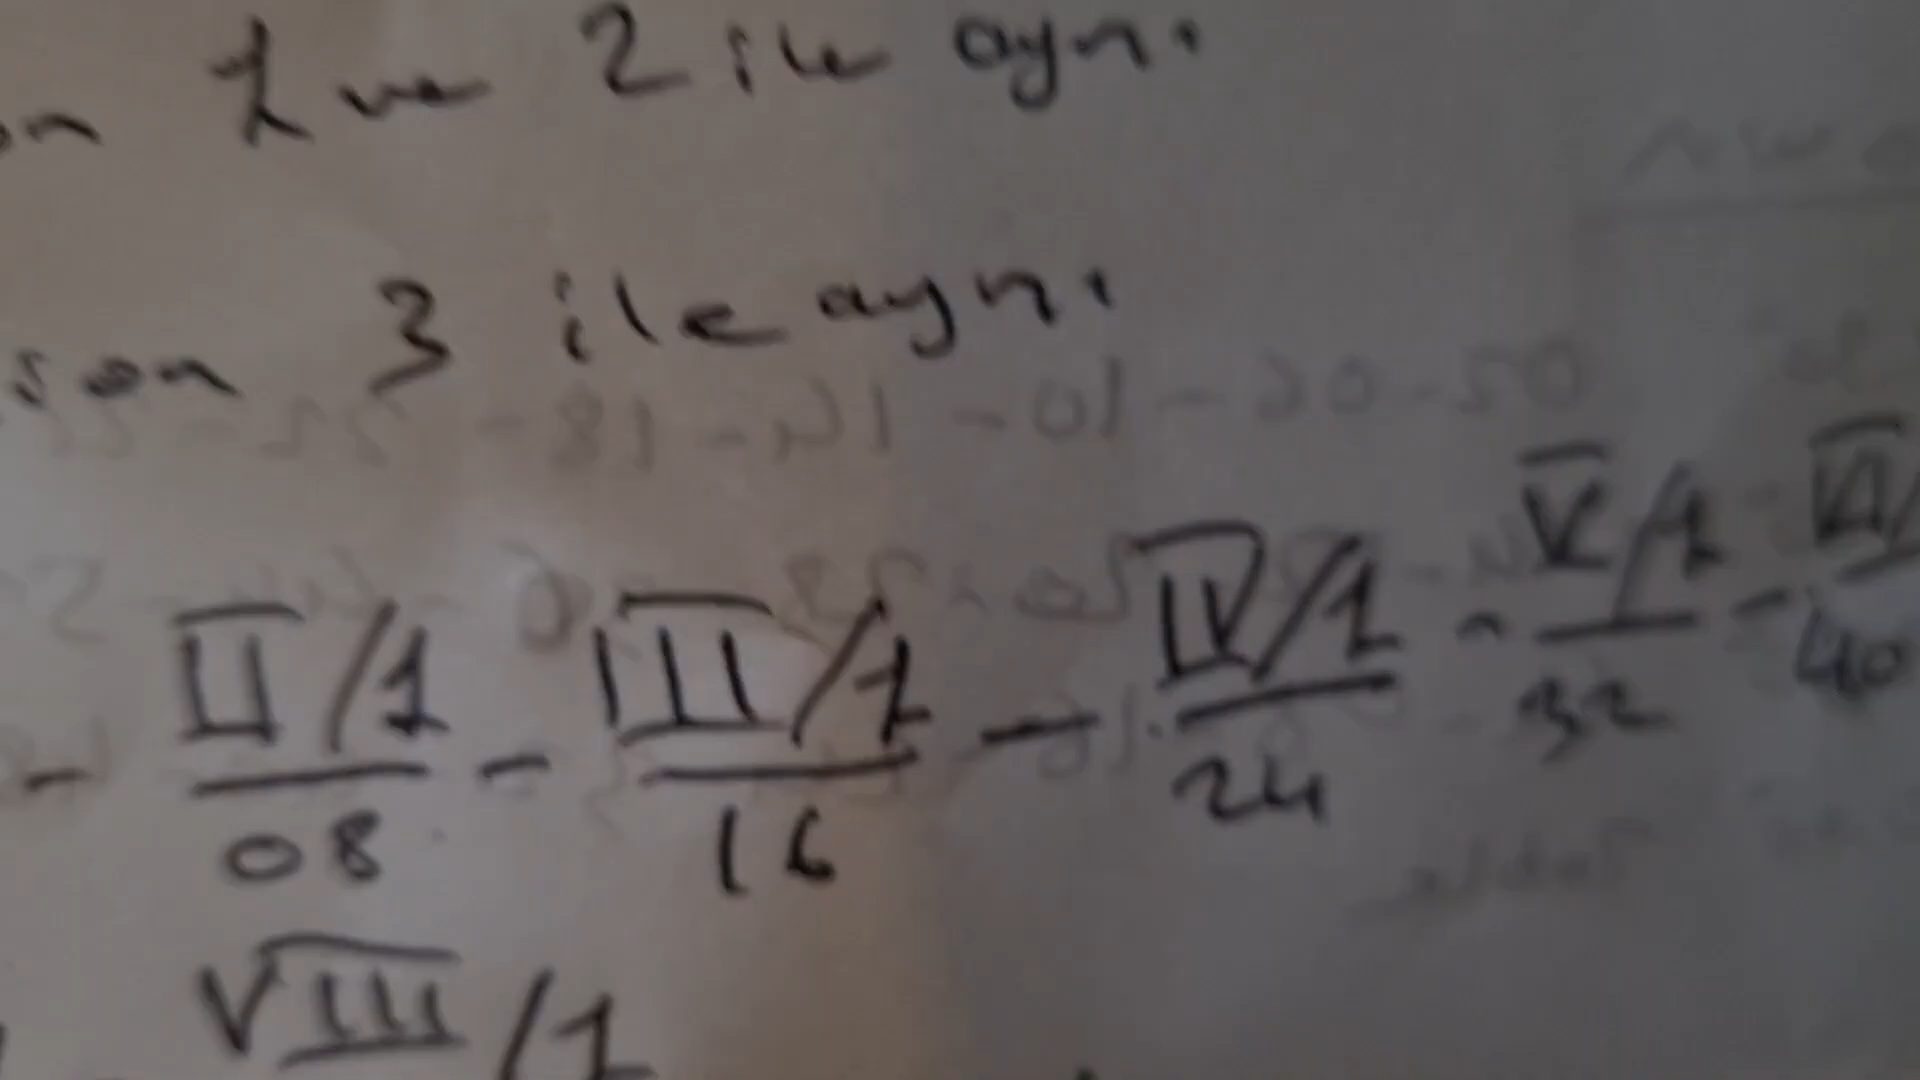 1 ve 2 ile aynı
son 3 ile aynı
- II/1 - III/1 - IV/1 - V/1 - VI/
08 16 24 32 40
VIII/1